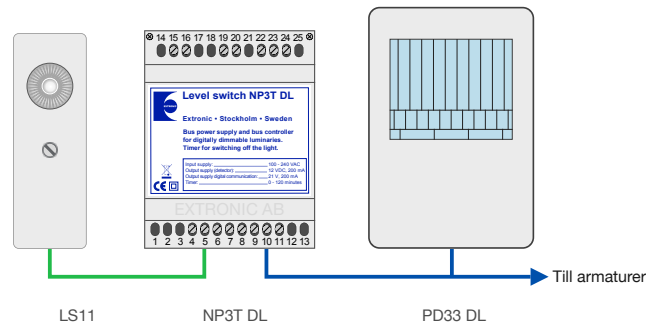 14 15 16 17 18 19 20 21 22 23 24 25
Level switch NP3T DL
EXTRONIC
Extronic • Stockholm • Sweden
Bus power supply and bus controller
for digitally dimmable luminaries.
Timer for switching off the light.
Input supply: 100 - 240 VAC
Output supply (detector): 12 VDC, 200 mA
Output supply digital communication: 21 V, 200 mA
Timer: 0 - 120 minutes
CE
EXTRONIC AB
1 2 3 4 5 6 7 8 9 10 11 12 13
Till armaturer
LS11
NP3T DL
PD33 DL